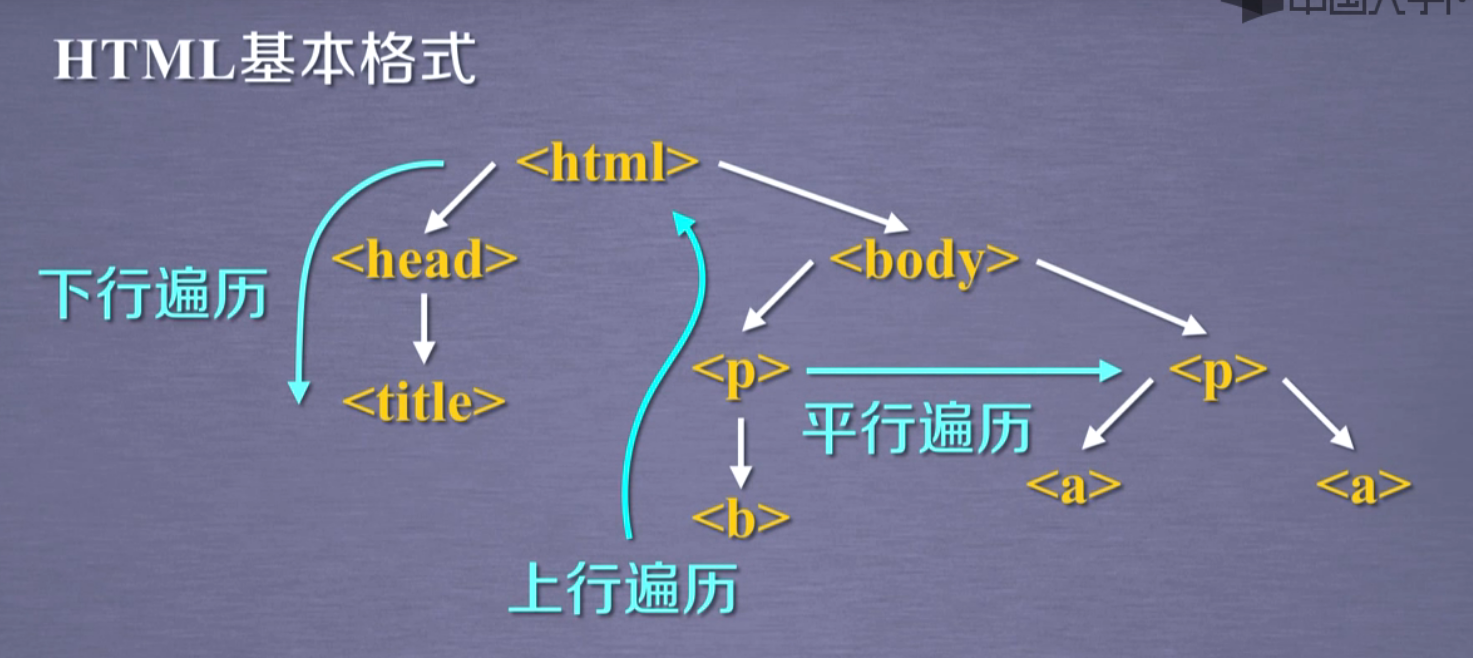 HTML基本格式
<html>
<head>
<body>
下行遍历
<p>
<p>
<title>
平行遍历
<a>
<a>
<b>
上行遍历